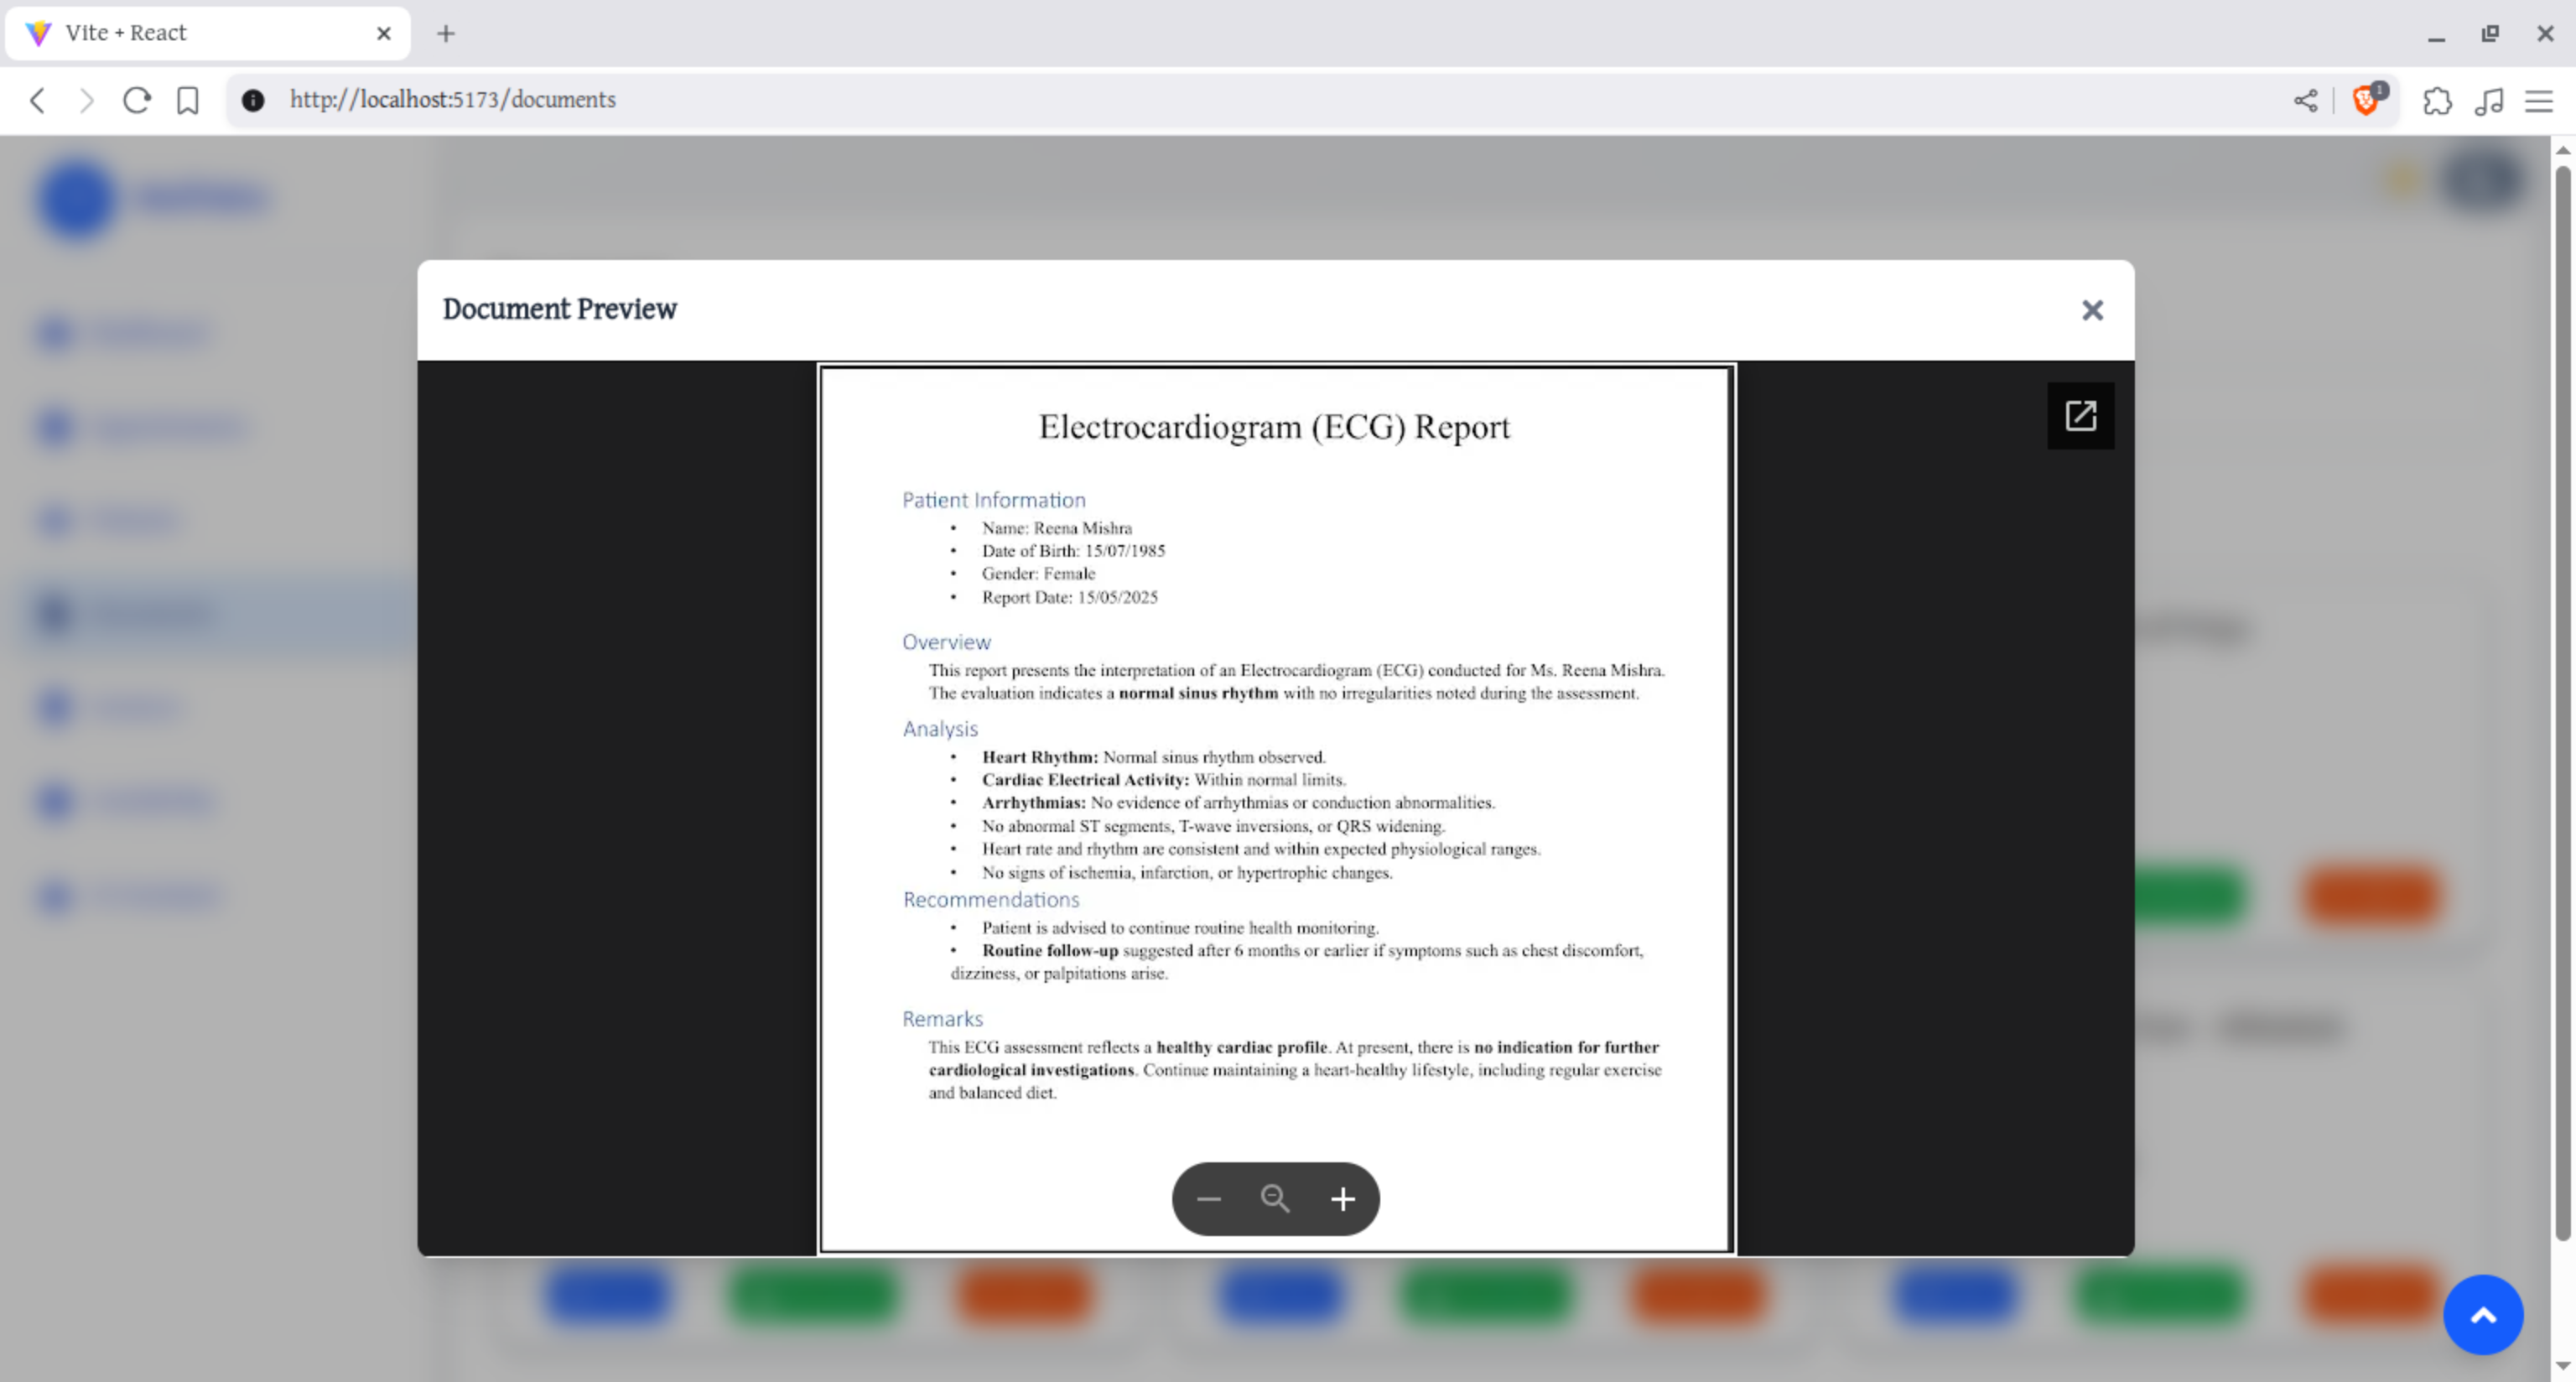 Vite + React
http://localhost:5173/documents
1
Document Preview
Electrocardiogram (ECG) Report
Patient Information
• Name: Reena Mishra
• Date of Birth: 15/07/1985
• Gender: Female
• Report Date: 15/05/2025
Overview
This report presents the interpretation of an Electrocardiogram (ECG) conducted for Ms. Reena Mishra.
The evaluation indicates a normal sinus rhythm with no irregularities noted during the assessment.
Analysis
• Heart Rhythm: Normal sinus rhythm observed.
• Cardiac Electrical Activity: Within normal limits.
• Arrhythmias: No evidence of arrhythmias or conduction abnormalities.
• No abnormal ST segments, T-wave inversions, or QRS widening.
• Heart rate and rhythm are consistent and within expected physiological ranges.
• No signs of ischemia, infarction, or hypertrophic changes.
Recommendations
• Patient is advised to continue routine health monitoring.
• Routine follow-up suggested after 6 months or earlier if symptoms such as chest discomfort,
dizziness, or palpitations arise.
Remarks
This ECG assessment reflects a healthy cardiac profile. At present, there is no indication for further
cardiological investigations. Continue maintaining a heart-healthy lifestyle, including regular exercise
and balanced diet.